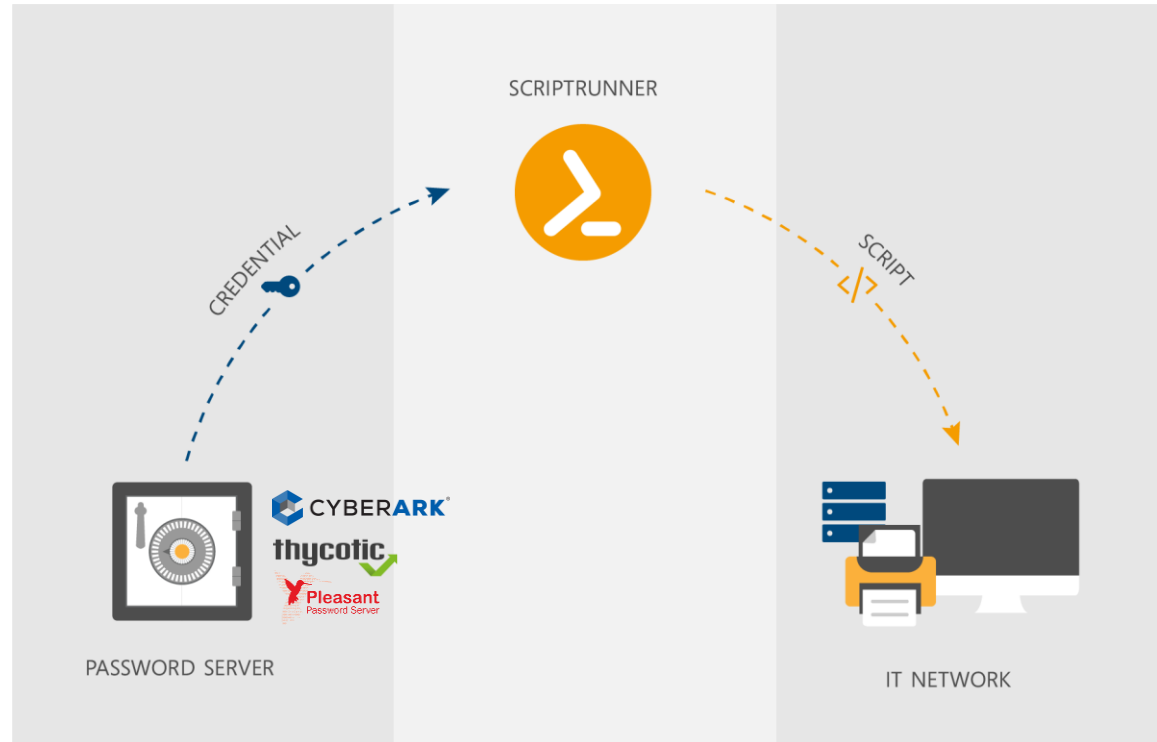 SCRIPTRUNNER
CREDENTIAL
SCRIPT
</>
CYBERARK®
thycotic
Pleasant
Password Server
PASSWORD SERVER
IT NETWORK